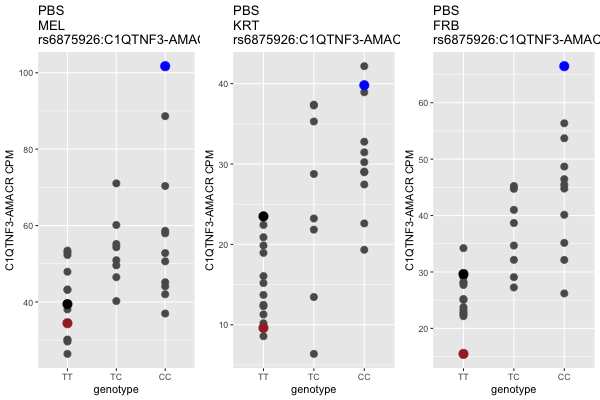 PBS
MEL
rs6875926:C1QTNF3-AMAC
C1QTNF3-AMACR CPM
100
80
60
40
TT
TC
CC
genotype
PBS
KRT
rs6875926:C1QTNF3-AMAC
C1QTNF3-AMACR CPM
40
30
20
10
TT
TC
CC
genotype
PBS
FRB
rs6875926:C1QTNF3-AMAC
C1QTNF3-AMACR CPM
60
50
40
30
20
TT
TC
CC
genotype